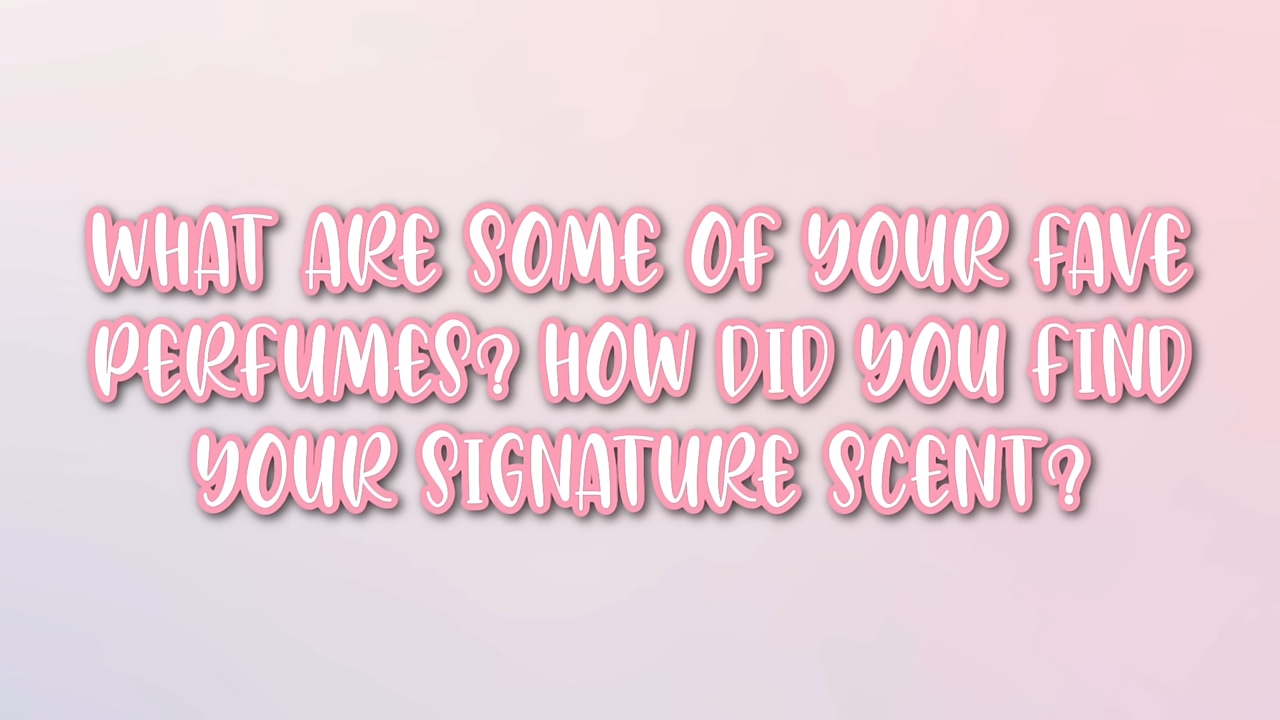 WHAT ARE SOME OF YOUR FAVE
PERFUMES? HOW DID YOU FIND
YOUR SIGNATURE SCENT?